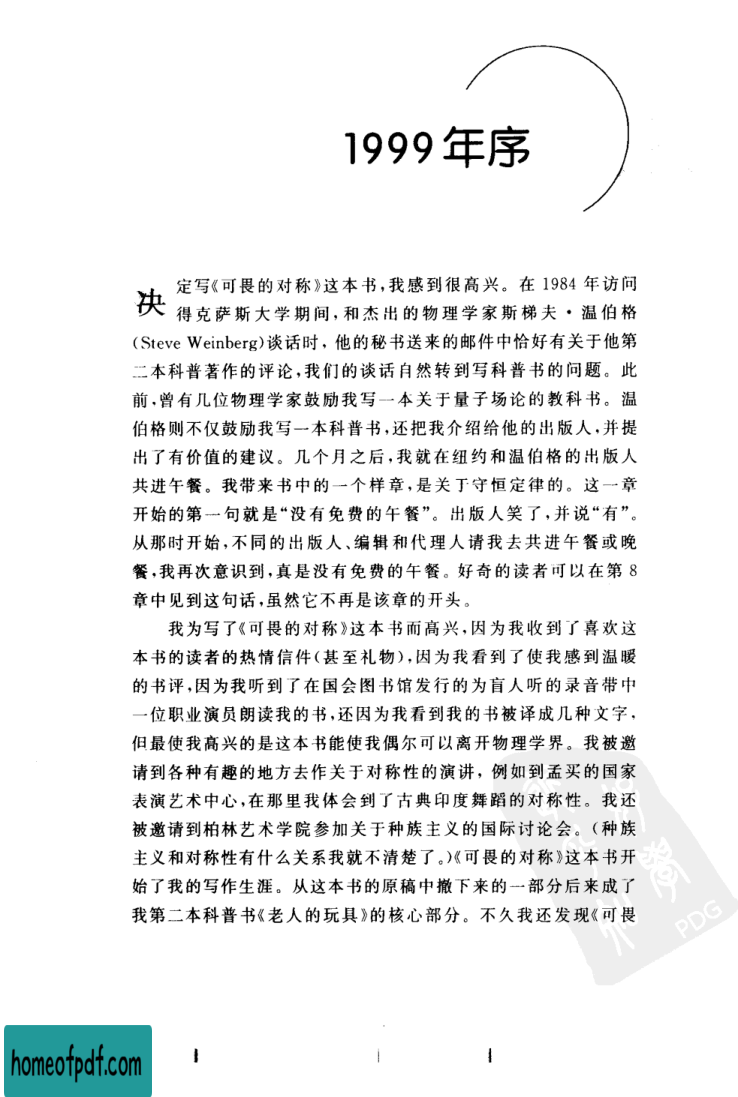 1999年序
决定写《可畏的对称》这本书,我感到很高兴。在 1984 年访问
得克萨斯大学期间,和杰出的物理学家斯梯夫·温伯格
(Steve Weinberg)谈话时,他的秘书送来的邮件中恰好有关于他第
二本科普著作的评论,我们的谈话自然转到写科普书的问题。此
前,曾有几位物理学家鼓励我写一本关于量子场论的教科书。温
伯格则不仅鼓励我写一本科普书,还把我介绍给他的出版人,并提
出了有价值的建议。几个月之后,我就在纽约和温伯格的出版人
共进午餐。我带来书中的一个样章,是关于守恒定律的。这一章
开始的第一句就是“没有免费的午餐”。出版人笑了,并说“有”。
从那时开始,不同的出版人、编辑和代理人请我去共进午餐或晚
餐,我再次意识到,真是没有免费的午餐。好奇的读者可以在第 8
章中见到这句话,虽然它不再是该章的开头。
我为写了《可畏的对称》这本书而高兴,因为我收到了喜欢这
本书的读者的热情信件(甚至礼物),因为我看到了使我感到温暖
的书评,因为我听到了在国会图书馆发行的为盲人听的录音带中
一位职业演员朗读我的书,还因为我看到我的书被译成几种文字,
但最使我高兴的是这本书能使我偶尔可以离开物理学界。我被邀
请到各种有趣的地方去作关于对称性的演讲,例如到孟买的国家
表演艺术中心,在那里我体会到了古典印度舞蹈的对称性。我还
被邀请到柏林艺术学院参加关于种族主义的国际讨论会。(种族
主义和对称性有什么关系我就不清楚了。)《可畏的对称》这本书开
始了我的写作生涯。从这本书的原稿中撤下来的一部分后来成了
我第二本科普书《老人的玩具》的核心部分。不久我还发现《可畏
PDG
homeofpdf.com